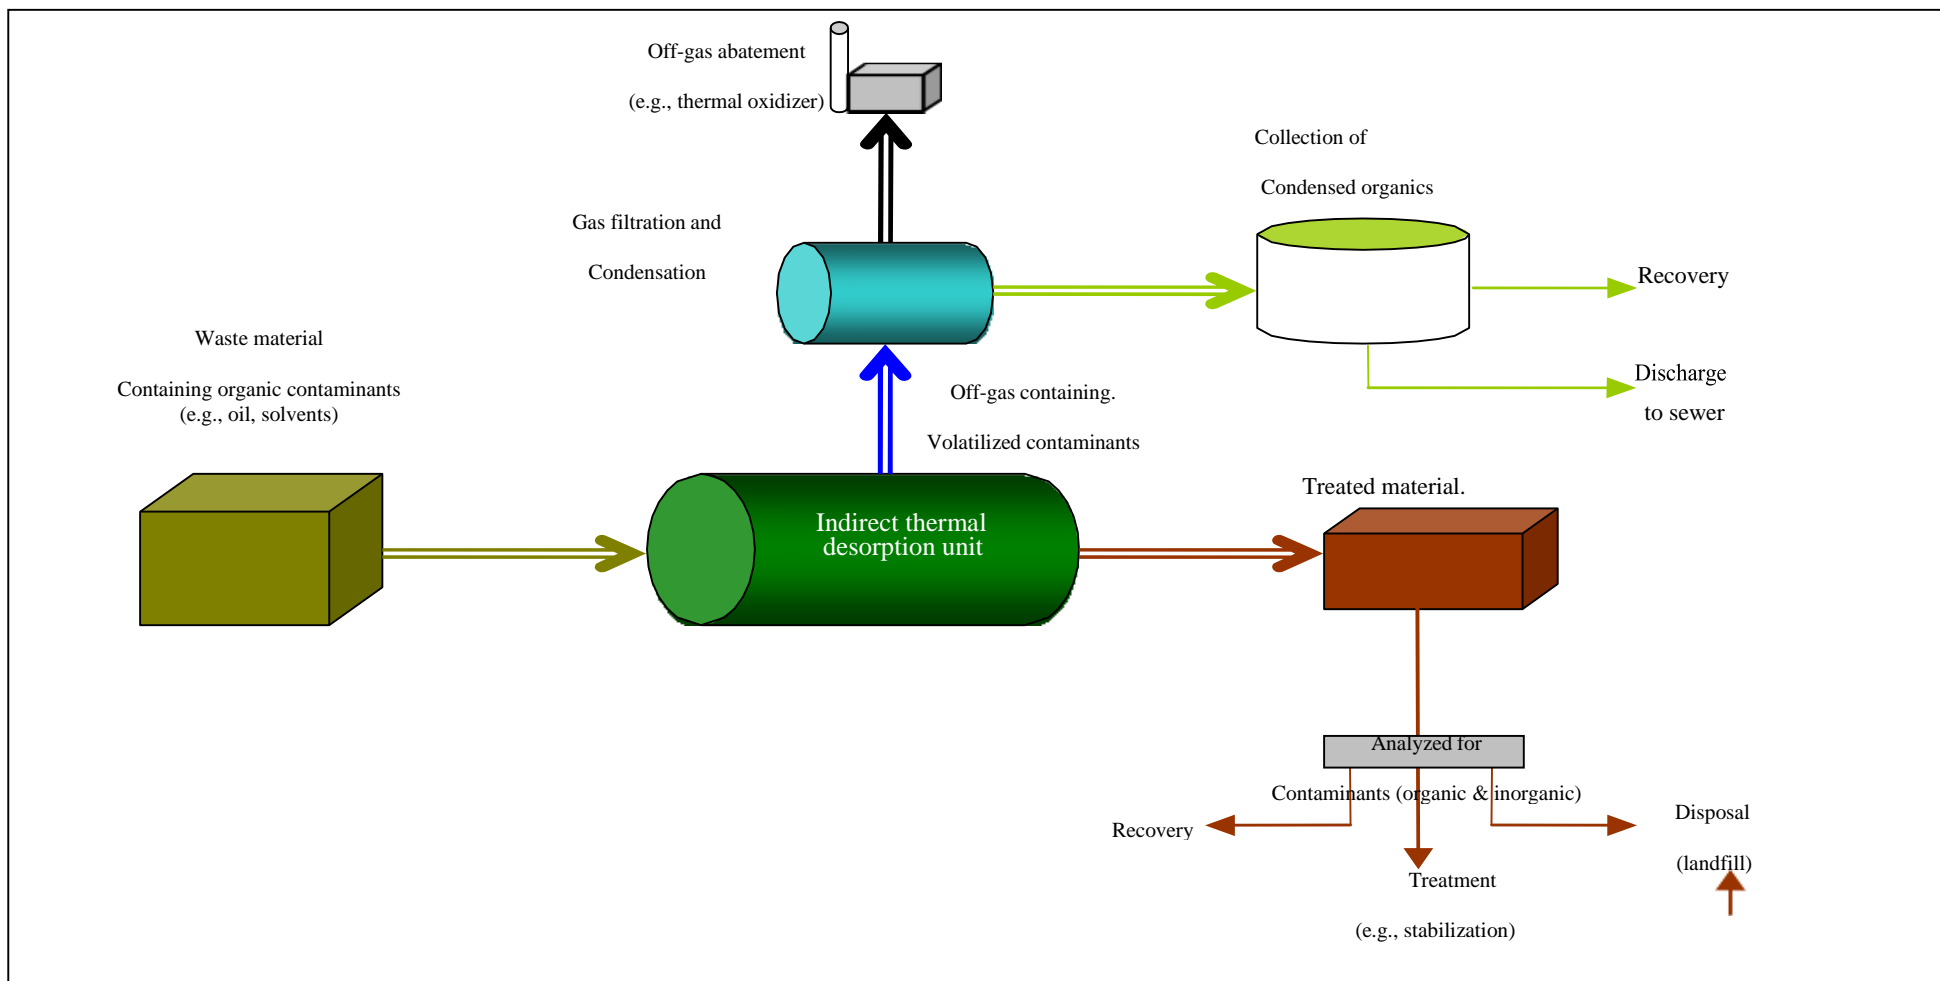 Off-gas abatement
(e.g., thermal oxidizer)
Collection of
Condensed organics
Gas filtration and
Condensation
Recovery
Waste material
Containing organic contaminants
(e.g., oil, solvents)
Off-gas containing.
Volatilized contaminants
Discharge
to sewer
Indirect thermal
desorption unit
Treated material.
Analyzed for
Contaminants (organic & inorganic)
Recovery
Disposal
(landfill)
Treatment
(e.g., stabilization)